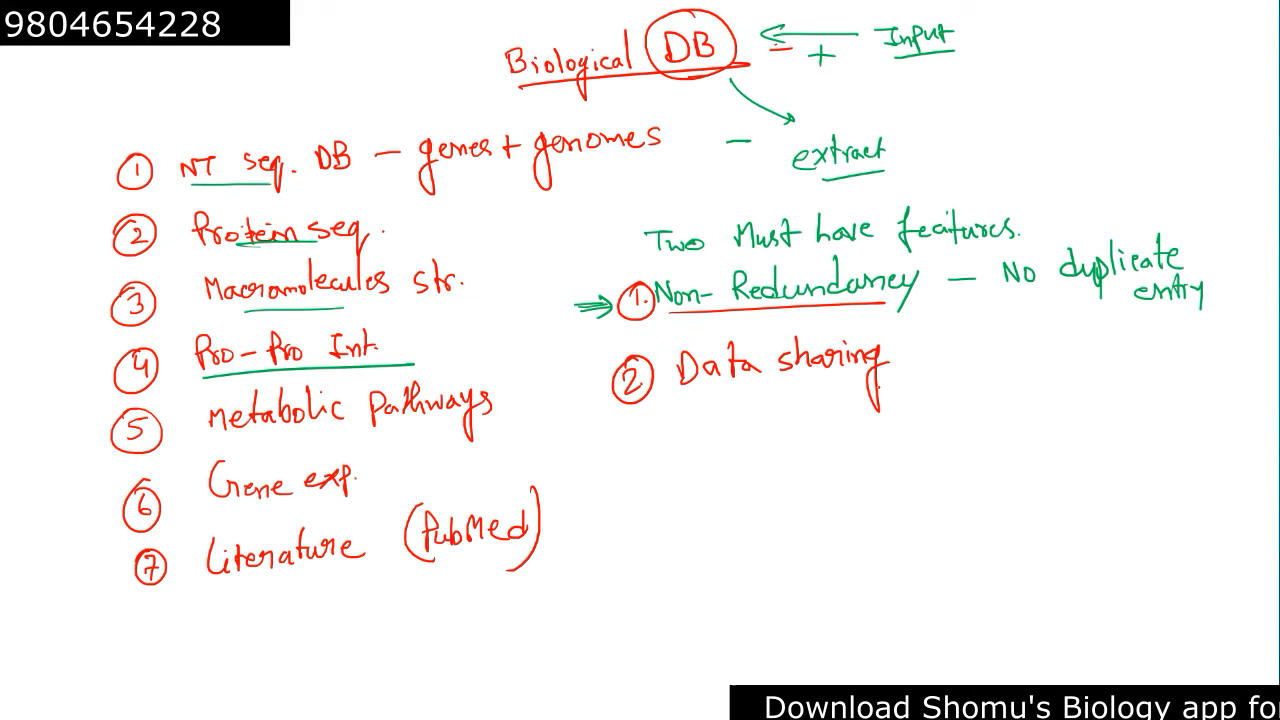 9804654228
Biological DB
+ Input
- extract
1 NT seq. DB - genes + genomes
2 Protein seq.
3 Macromolecules str.
4 Pro-Pro Int.
5 Metabolic Pathways
6 Gene exp.
7 Literature (PubMed)
Two Must have features.
1. Non-Redundancy - No duplicate
entry
2 Data sharing
Download Shomu's Biology app fo